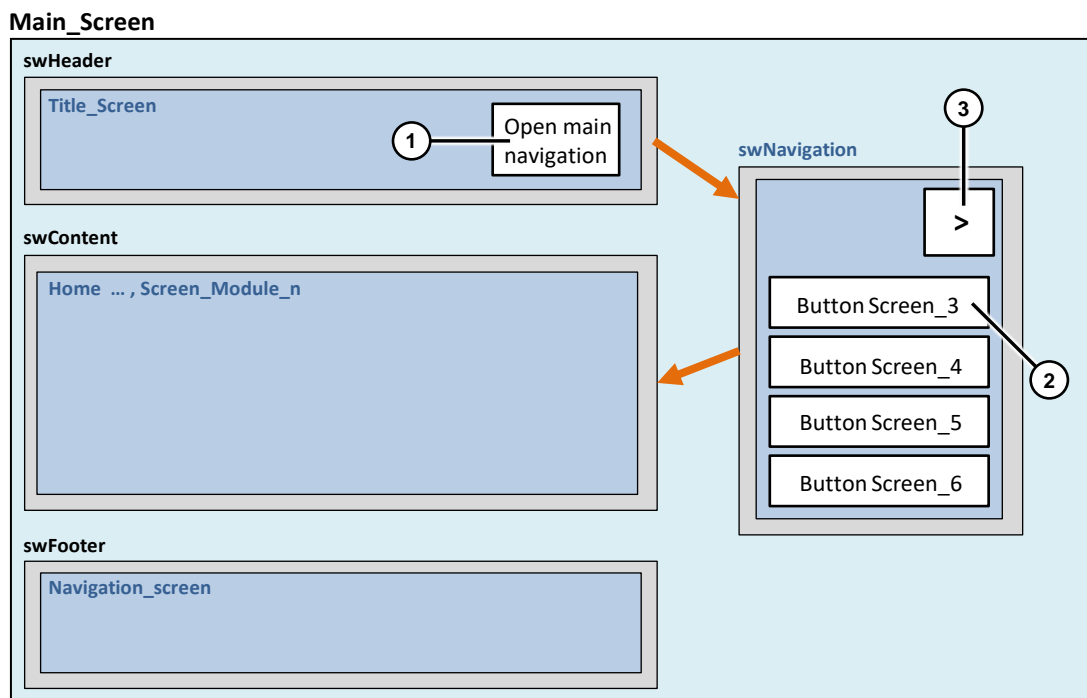 Main_Screen
swHeader
Title_Screen
1
Open main
navigation
3
swNavigation
>
swContent
Home ... , Screen_Module_n
Button Screen_3
2
Button Screen_4
Button Screen_5
Button Screen_6
swFooter
Navigation_screen